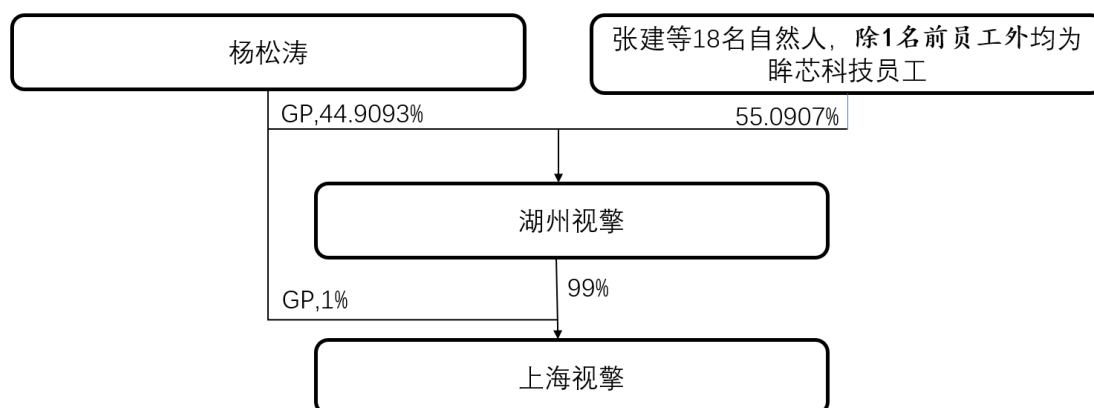 杨松涛
张建等18名自然人，除1名前员工外均为
眸芯科技员工
GP,44.9093%
55.0907%
湖州视擎
GP,1%
99%
上海视擎